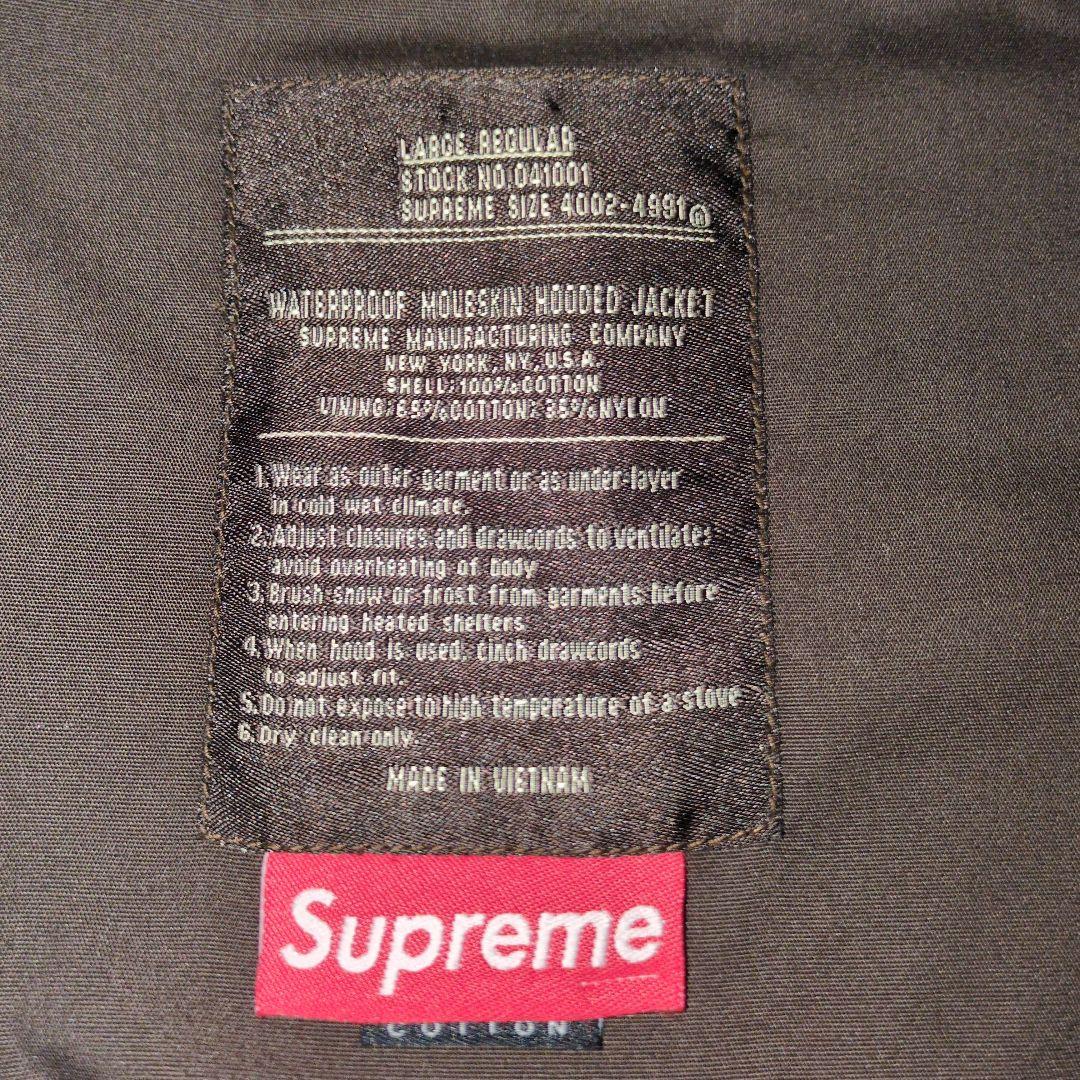 LARGE REGULAR
STOCK NO.041001
SUPREME SIZE 4002-4991®
WATERPROOF MOLESKIN HOODED JACKET
SUPREME MANUFACTURING COMPANY
NEW YORK, NY, U.S.A.
SHELL: 100% COTTON
LINING: 65% COTTON; 35% NYLON
1. Wear as outer garment or as under-layer
in cold wet climate.
2. Adjust closures and drawcords to ventilate;
avoid overheating of body
3. Brush snow or frost from garments before
entering heated shelters
4. When hood is used, cinch drawcords
to adjust fit.
5. Do not expose to high temperature of a stove
6. Dry clean only.
MADE IN VIETNAM
Supreme
COTTON